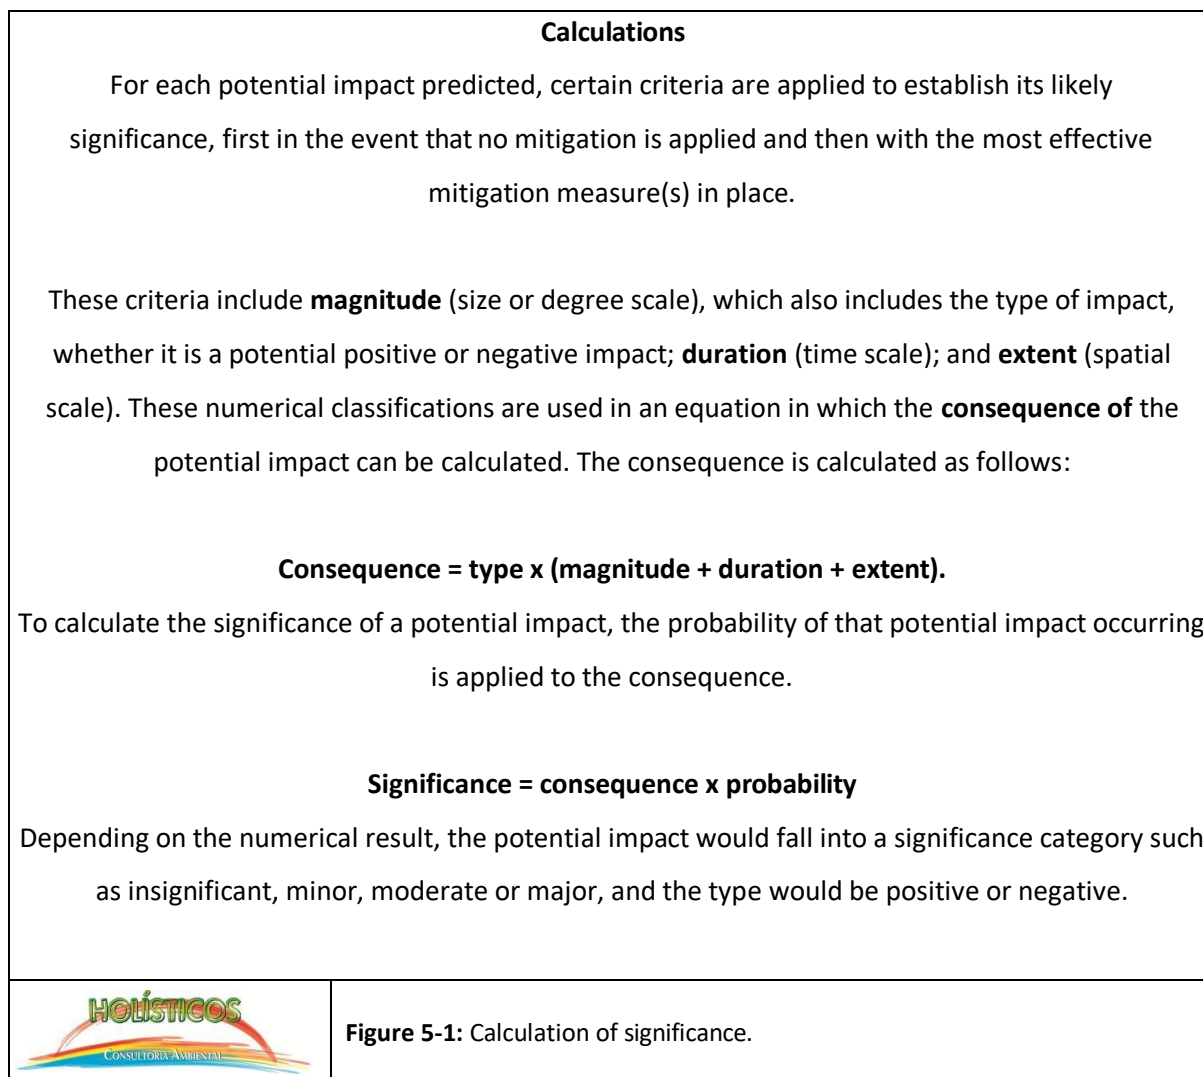 Calculations
For each potential impact predicted, certain criteria are applied to establish its likely
significance, first in the event that no mitigation is applied and then with the most effective
mitigation measure(s) in place.
These criteria include magnitude (size or degree scale), which also includes the type of impact,
whether it is a potential positive or negative impact; duration (time scale); and extent (spatial
scale). These numerical classifications are used in an equation in which the consequence of the
potential impact can be calculated. The consequence is calculated as follows:
Consequence = type x (magnitude + duration + extent).
To calculate the significance of a potential impact, the probability of that potential impact occurring
is applied to the consequence.
Significance = consequence x probability
Depending on the numerical result, the potential impact would fall into a significance category such
as insignificant, minor, moderate or major, and the type would be positive or negative.
HOLÍSTICOS
CONSULTORIA AMBIENTAL
Figure 5-1: Calculation of significance.